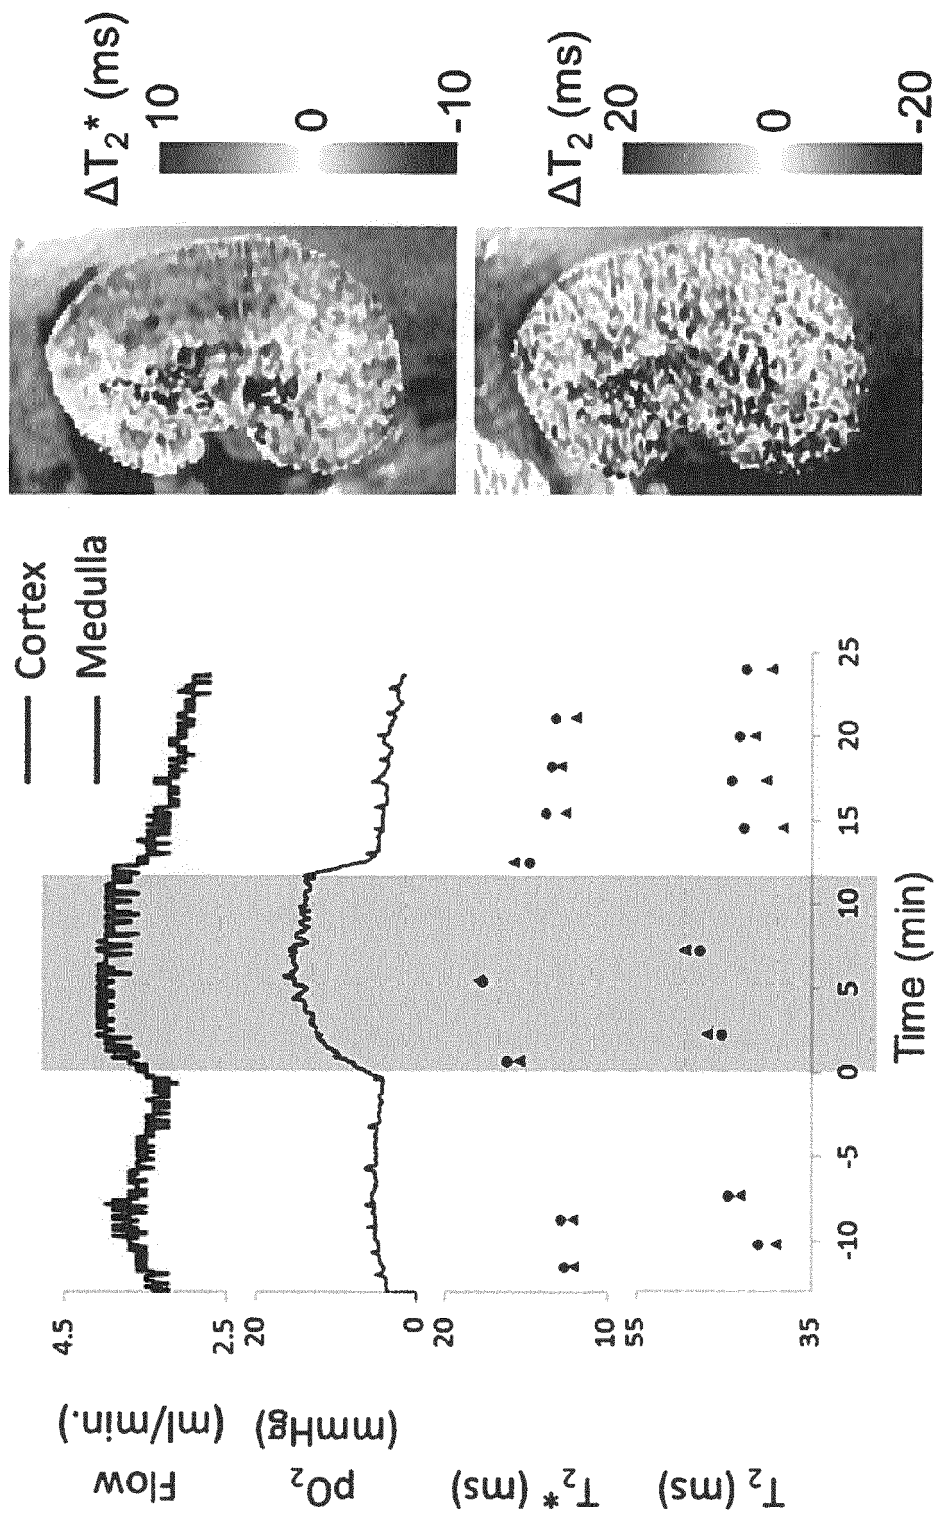 Cortex
Medulla
Flow
(ml/min.)
4.5
2.5
pO₂
(mmHg)
20
0
T₂* (ms)
20
10
T₂ (ms)
55
35
-10
-5
0
5
10
15
20
25
Time (min)
ΔT₂* (ms)
10
0
-10
ΔT₂ (ms)
20
0
-20